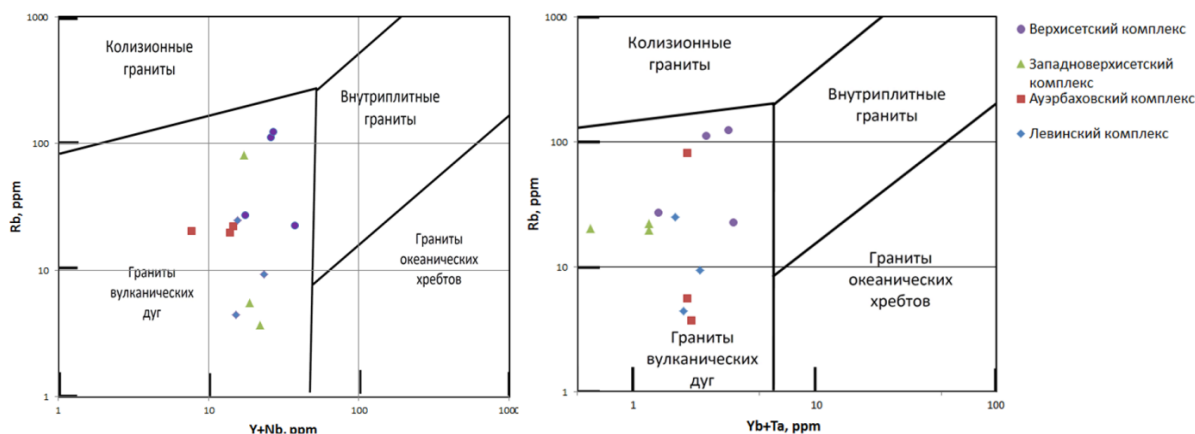 1000
Колизионные
граниты
Внутриплитные
граниты
100
Rb, ppm
10
Граниты
вулканических
дуг
Граниты
океанических
хребтов
1
1
10
100
1000
Y+Nb, ppm
1000
Колизионные
граниты
Внутриплитные
граниты
100
Rb, ppm
10
Граниты
океанических
хребтов
Граниты
вулканических
дуг
1
1
10
100
Yb+Ta, ppm
Верхисетский комплекс
Западноверхисетский
комплекс
Ауэрбаховский комплекс
Левинский комплекс